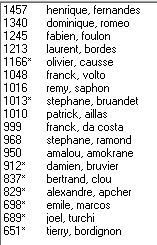 1457 henrique, fernandes
1340 dominique, romeo
1245 fabien, foulon
1213 laurent, bordes
1166* olivier, causse
1048 franck, volto
1016 remy, saphon
1013* stephane, bruandet
1010 patrick, aillas
999 franck, da costa
968 stephane, ramond
950 amalou, amokrane
912* damien, bruvier
837* bertrand, clou
829* alexandre, apcher
698* emile, marcos
689* joel, turchi
651* tierry, bordignon